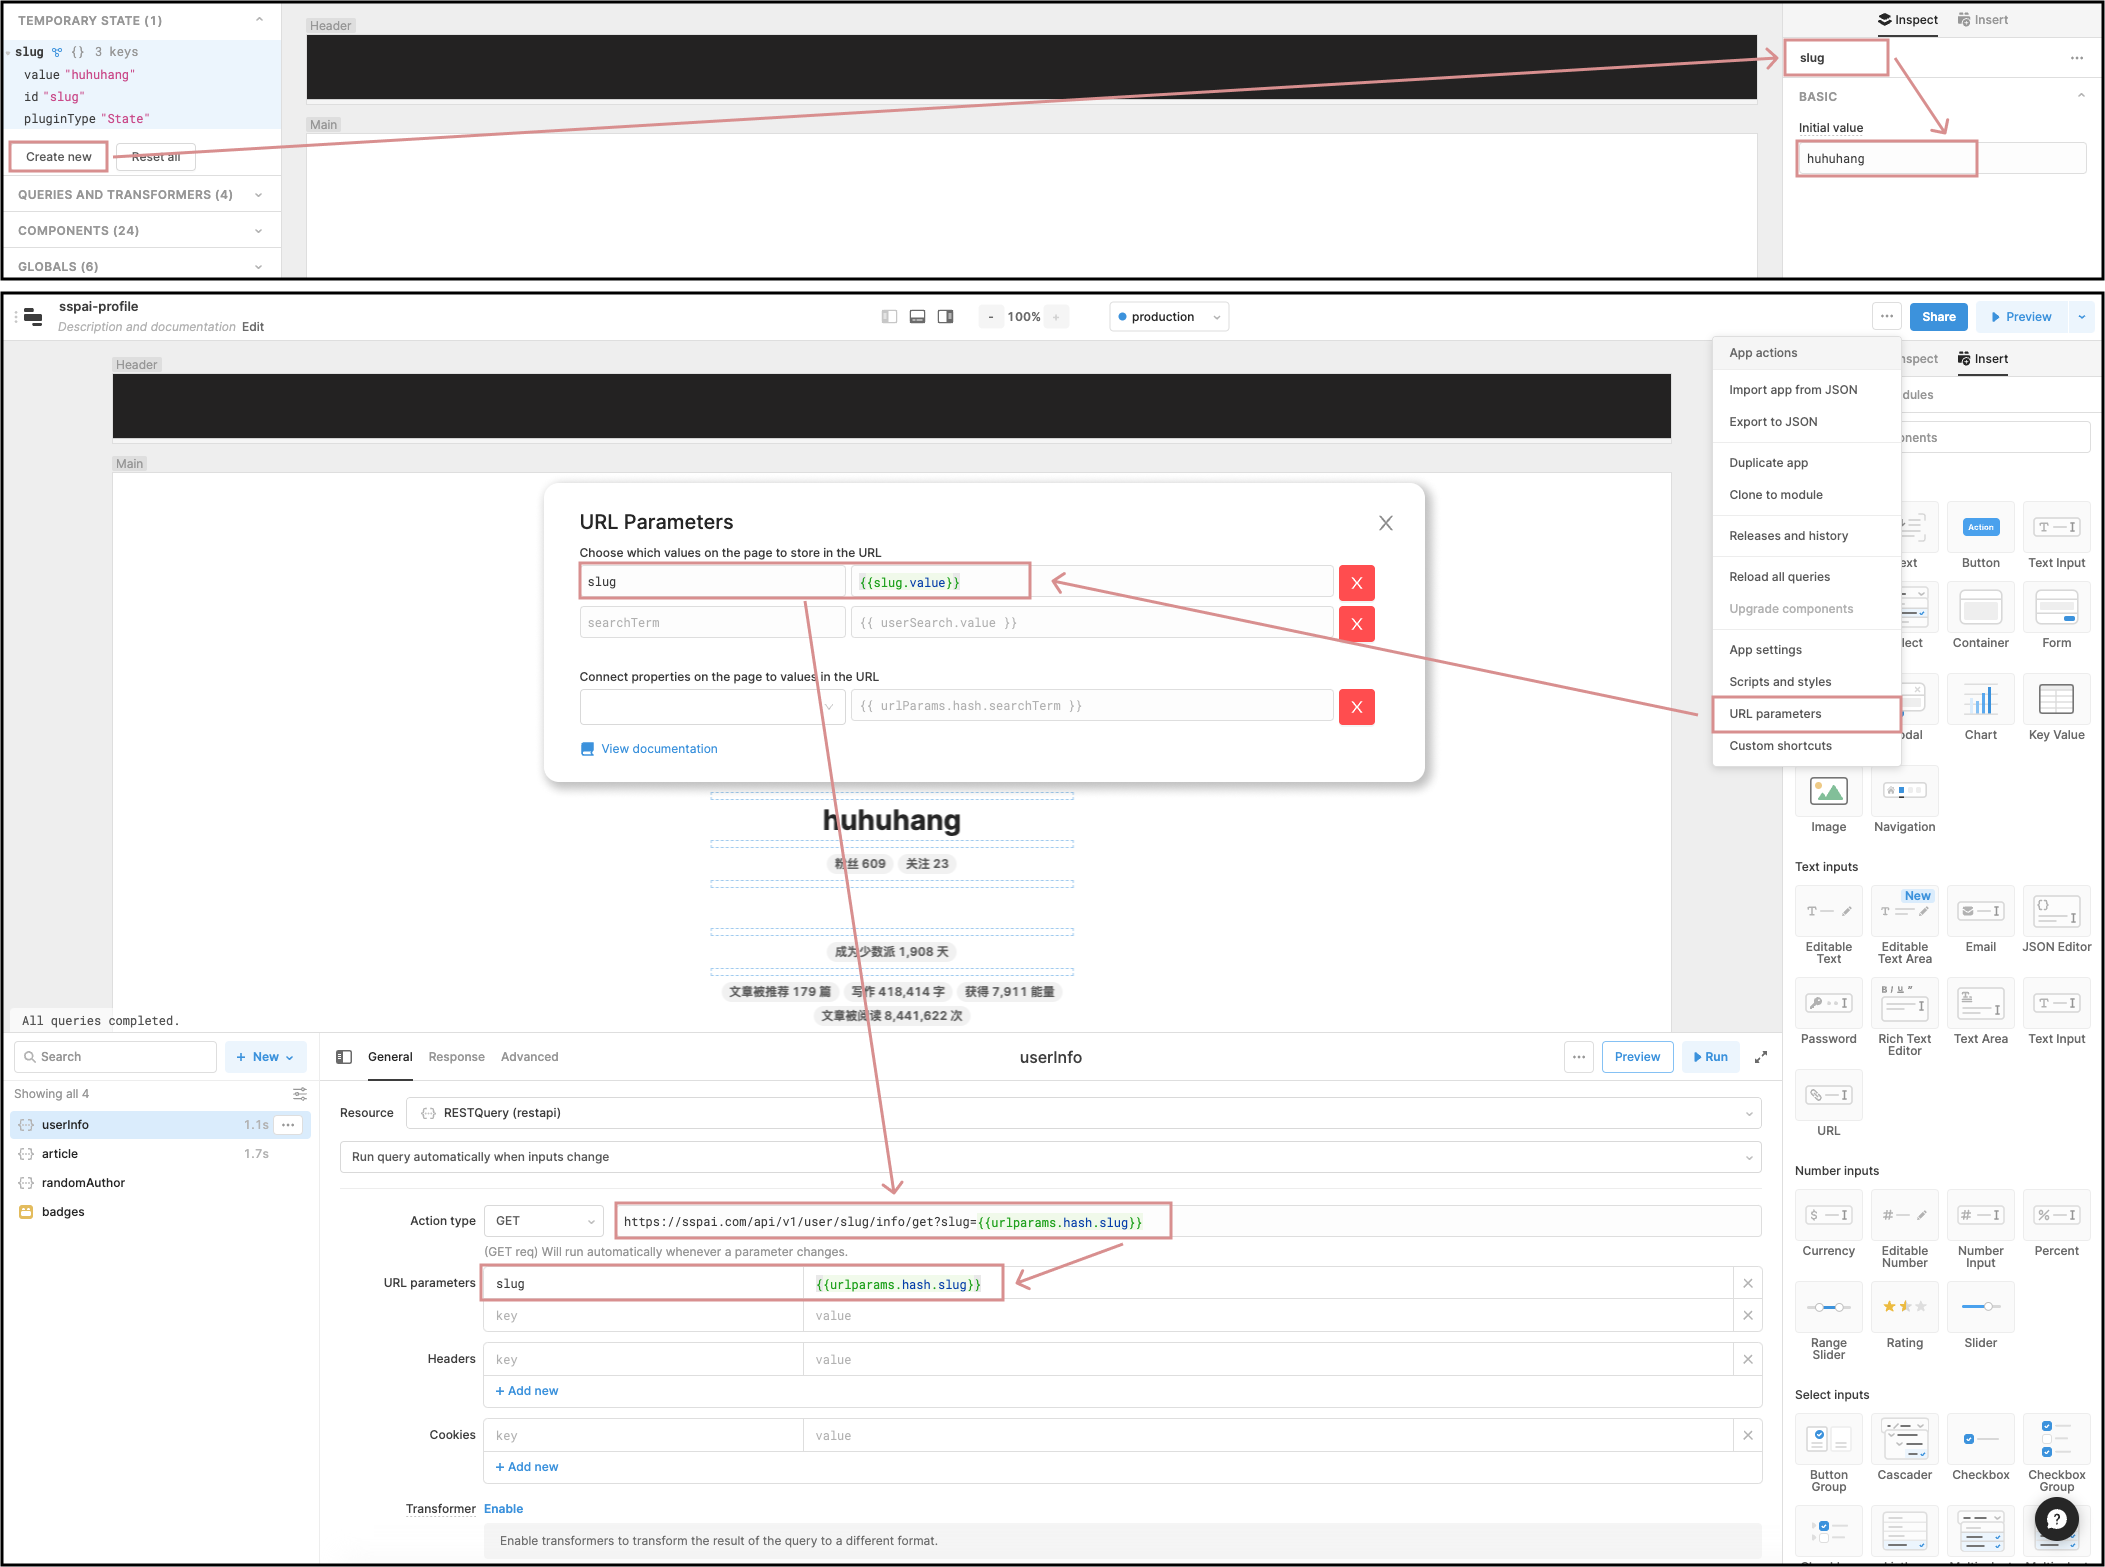 TEMPORARY STATE (1)
slug {} 3 keys
value "huhuhang"
id "slug"
pluginType "State"
Create new
Reset all
QUERIES AND TRANSFORMERS (4)
COMPONENTS (24)
GLOBALS (6)
Header
Main
Inspect
Insert
slug
BASIC
Initial value
huhuhang
sspai-profile
Description and documentation Edit
- 100% +
production
Share
Preview
Header
Main
App actions
Import app from JSON
Export to JSON
Duplicate app
Clone to module
Releases and history
Reload all queries
Upgrade components
App settings
Scripts and styles
URL parameters
Custom shortcuts
URL Parameters
Choose which values on the page to store in the URL
slug {{slug.value}}
searchTerm {{ userSearch.value }}
Connect properties on the page to values in the URL
{{ urlParams.hash.searchTerm }}
View documentation
huhuhang
粉丝 609 关注 23
成为少数派 1,908 天
文章被推荐 179 篇 写作 418,414 字 获得 7,911 能量
文章被阅读 8,441,622 次
nspect
Insert
dules
onents
ext
Action
Button
Text Input
lect
Container
Form
odal
Chart
Key Value
Image
Navigation
Text inputs
Editable Text
New
Editable Text Area
Email
JSON Editor
Password
Rich Text Editor
Text Area
Text Input
URL
Number inputs
Currency
Editable Number
Number Input
Percent
Range Slider
Rating
Slider
Select inputs
Button Group
Cascader
Checkbox
Checkbox Group
All queries completed.
Search
+ New
Showing all 4
userInfo 1.1s
article 1.7s
randomAuthor
badges
General
Response
Advanced
userInfo
Preview
Run
Resource RESTQuery (restapi)
Run query automatically when inputs change
Action type GET https://sspai.com/api/v1/user/slug/info/get?slug={{urlparams.hash.slug}}
(GET req) Will run automatically whenever a parameter changes.
URL parameters slug {{urlparams.hash.slug}}
key value
Headers key value
+ Add new
Cookies key value
+ Add new
Transformer Enable
Enable transformers to transform the result of the query to a different format.